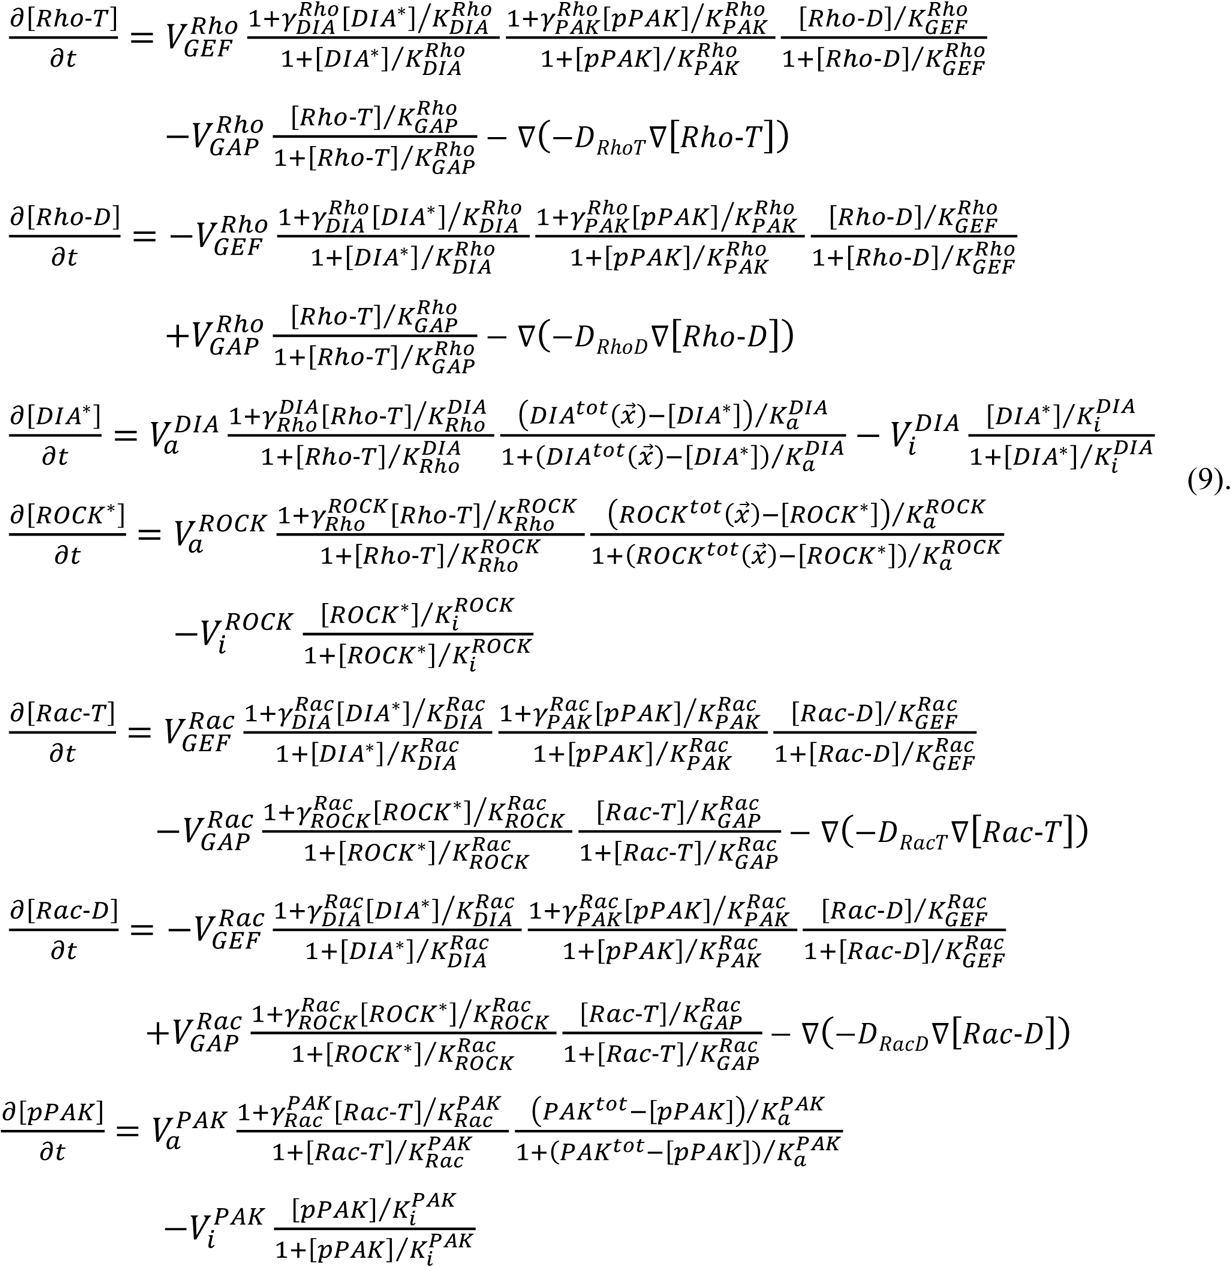 ∂[Rho-T]/∂t = V_GEF^Rho (1+γ_DIA^Rho[DIA*]/K_DIA^Rho)/(1+[DIA*]/K_DIA^Rho) (1+γ_PAK^Rho[pPAK]/K_PAK^Rho)/(1+[pPAK]/K_PAK^Rho) ([Rho-D]/K_GEF^Rho)/(1+[Rho-D]/K_GEF^Rho)
−V_GAP^Rho ([Rho-T]/K_GAP^Rho)/(1+[Rho-T]/K_GAP^Rho) − ∇(−D_RhoT∇[Rho-T])
∂[Rho-D]/∂t = −V_GEF^Rho (1+γ_DIA^Rho[DIA*]/K_DIA^Rho)/(1+[DIA*]/K_DIA^Rho) (1+γ_PAK^Rho[pPAK]/K_PAK^Rho)/(1+[pPAK]/K_PAK^Rho) ([Rho-D]/K_GEF^Rho)/(1+[Rho-D]/K_GEF^Rho)
+V_GAP^Rho ([Rho-T]/K_GAP^Rho)/(1+[Rho-T]/K_GAP^Rho) − ∇(−D_RhoD∇[Rho-D])
∂[DIA*]/∂t = V_a^DIA (1+γ_Rho^DIA[Rho-T]/K_Rho^DIA)/(1+[Rho-T]/K_Rho^DIA) ((DIA^tot(x⃗)−[DIA*])/K_a^DIA)/(1+(DIA^tot(x⃗)−[DIA*])/K_a^DIA) − V_i^DIA ([DIA*]/K_i^DIA)/(1+[DIA*]/K_i^DIA)
(9).
∂[ROCK*]/∂t = V_a^ROCK (1+γ_Rho^ROCK[Rho-T]/K_Rho^ROCK)/(1+[Rho-T]/K_Rho^ROCK) ((ROCK^tot(x⃗)−[ROCK*])/K_a^ROCK)/(1+(ROCK^tot(x⃗)−[ROCK*])/K_a^ROCK)
−V_i^ROCK ([ROCK*]/K_i^ROCK)/(1+[ROCK*]/K_i^ROCK)
∂[Rac-T]/∂t = V_GEF^Rac (1+γ_DIA^Rac[DIA*]/K_DIA^Rac)/(1+[DIA*]/K_DIA^Rac) (1+γ_PAK^Rac[pPAK]/K_PAK^Rac)/(1+[pPAK]/K_PAK^Rac) ([Rac-D]/K_GEF^Rac)/(1+[Rac-D]/K_GEF^Rac)
−V_GAP^Rac (1+γ_ROCK^Rac[ROCK*]/K_ROCK^Rac)/(1+[ROCK*]/K_ROCK^Rac) ([Rac-T]/K_GAP^Rac)/(1+[Rac-T]/K_GAP^Rac) − ∇(−D_RacT∇[Rac-T])
∂[Rac-D]/∂t = −V_GEF^Rac (1+γ_DIA^Rac[DIA*]/K_DIA^Rac)/(1+[DIA*]/K_DIA^Rac) (1+γ_PAK^Rac[pPAK]/K_PAK^Rac)/(1+[pPAK]/K_PAK^Rac) ([Rac-D]/K_GEF^Rac)/(1+[Rac-D]/K_GEF^Rac)
+V_GAP^Rac (1+γ_ROCK^Rac[ROCK*]/K_ROCK^Rac)/(1+[ROCK*]/K_ROCK^Rac) ([Rac-T]/K_GAP^Rac)/(1+[Rac-T]/K_GAP^Rac) − ∇(−D_RacD∇[Rac-D])
∂[pPAK]/∂t = V_a^PAK (1+γ_Rac^PAK[Rac-T]/K_Rac^PAK)/(1+[Rac-T]/K_Rac^PAK) ((PAK^tot−[pPAK])/K_a^PAK)/(1+(PAK^tot−[pPAK])/K_a^PAK)
−V_i^PAK ([pPAK]/K_i^PAK)/(1+[pPAK]/K_i^PAK)